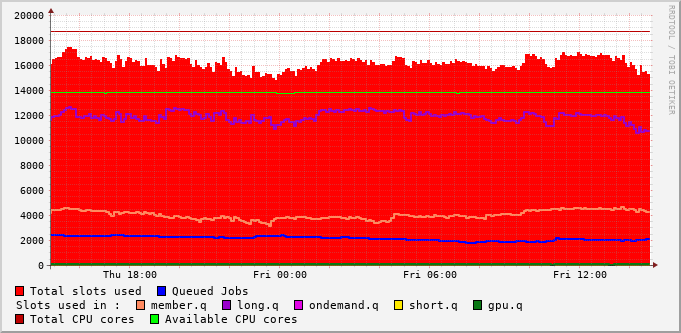 20000
18000
16000
14000
12000
10000
8000
6000
4000
2000
0
Thu 18:00 Fri 00:00 Fri 06:00 Fri 12:00
RRDTOOL / TOBI OETIKER
Total slots used Queued Jobs
Slots used in : member.q long.q ondemand.q short.q gpu.q
Total CPU cores Available CPU cores